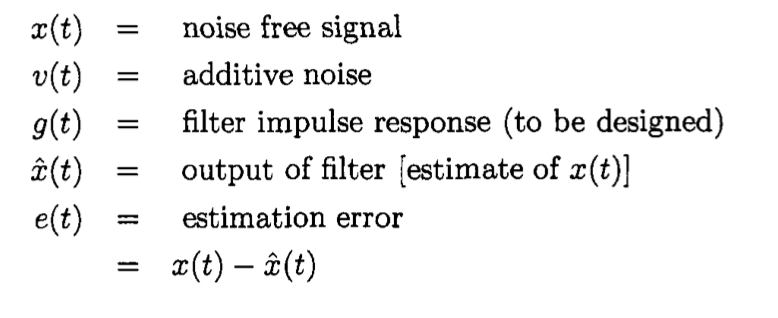 x(t) = noise free signal
v(t) = additive noise
g(t) = filter impulse response (to be designed)
x̂(t) = output of filter [estimate of x(t)]
e(t) = estimation error
= x(t) − x̂(t)